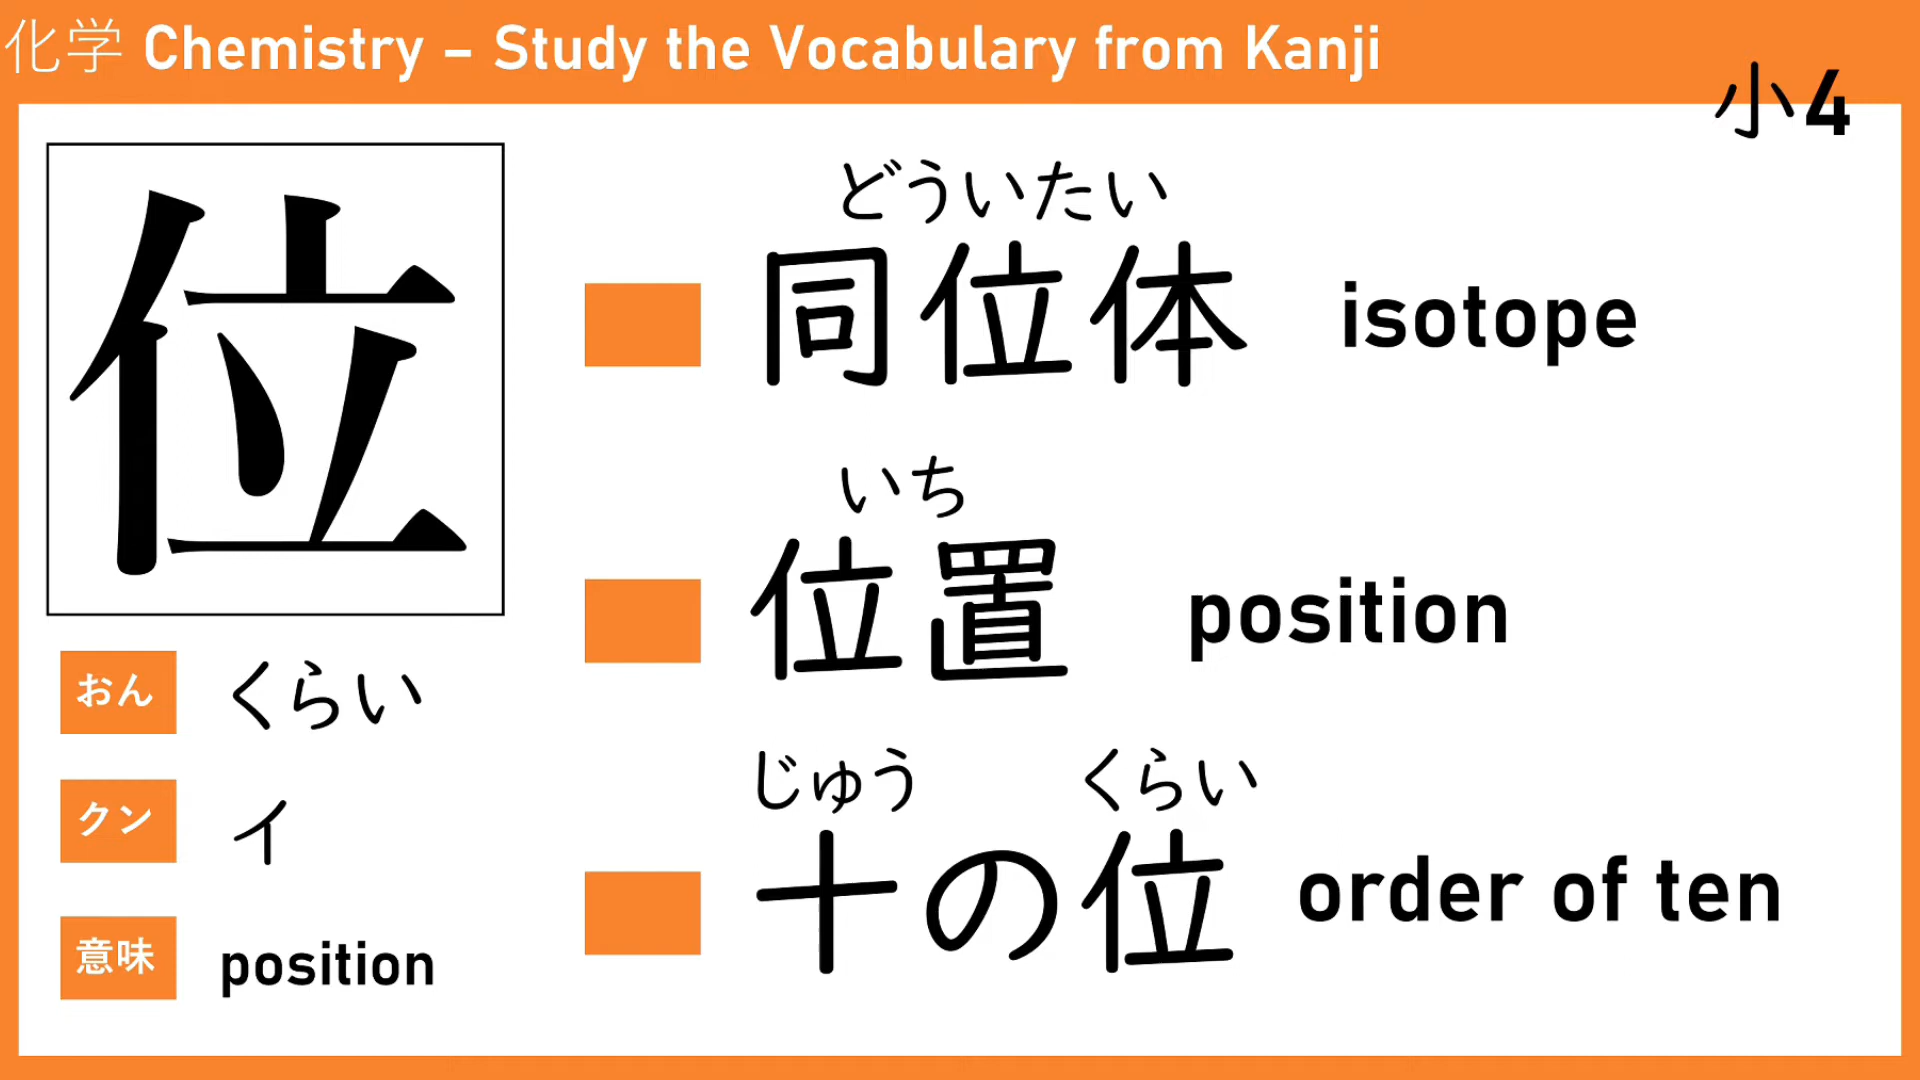 化学 Chemistry – Study the Vocabulary from Kanji
小4
位
おん くらい
クン イ
意味 position
どういたい
同位体 isotope
いち
位置 position
じゅう くらい
十の位 order of ten